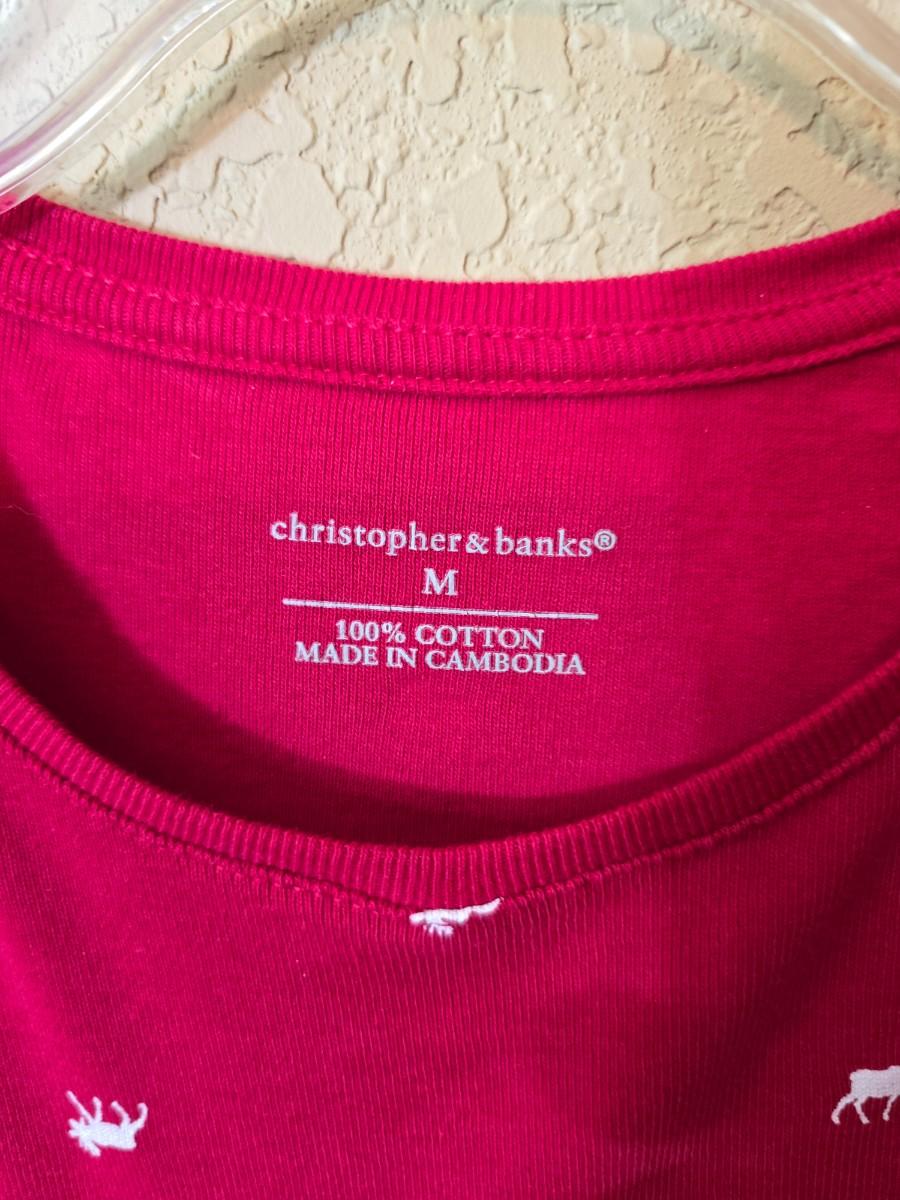 christopher & banks®
M
100% COTTON
MADE IN CAMBODIA